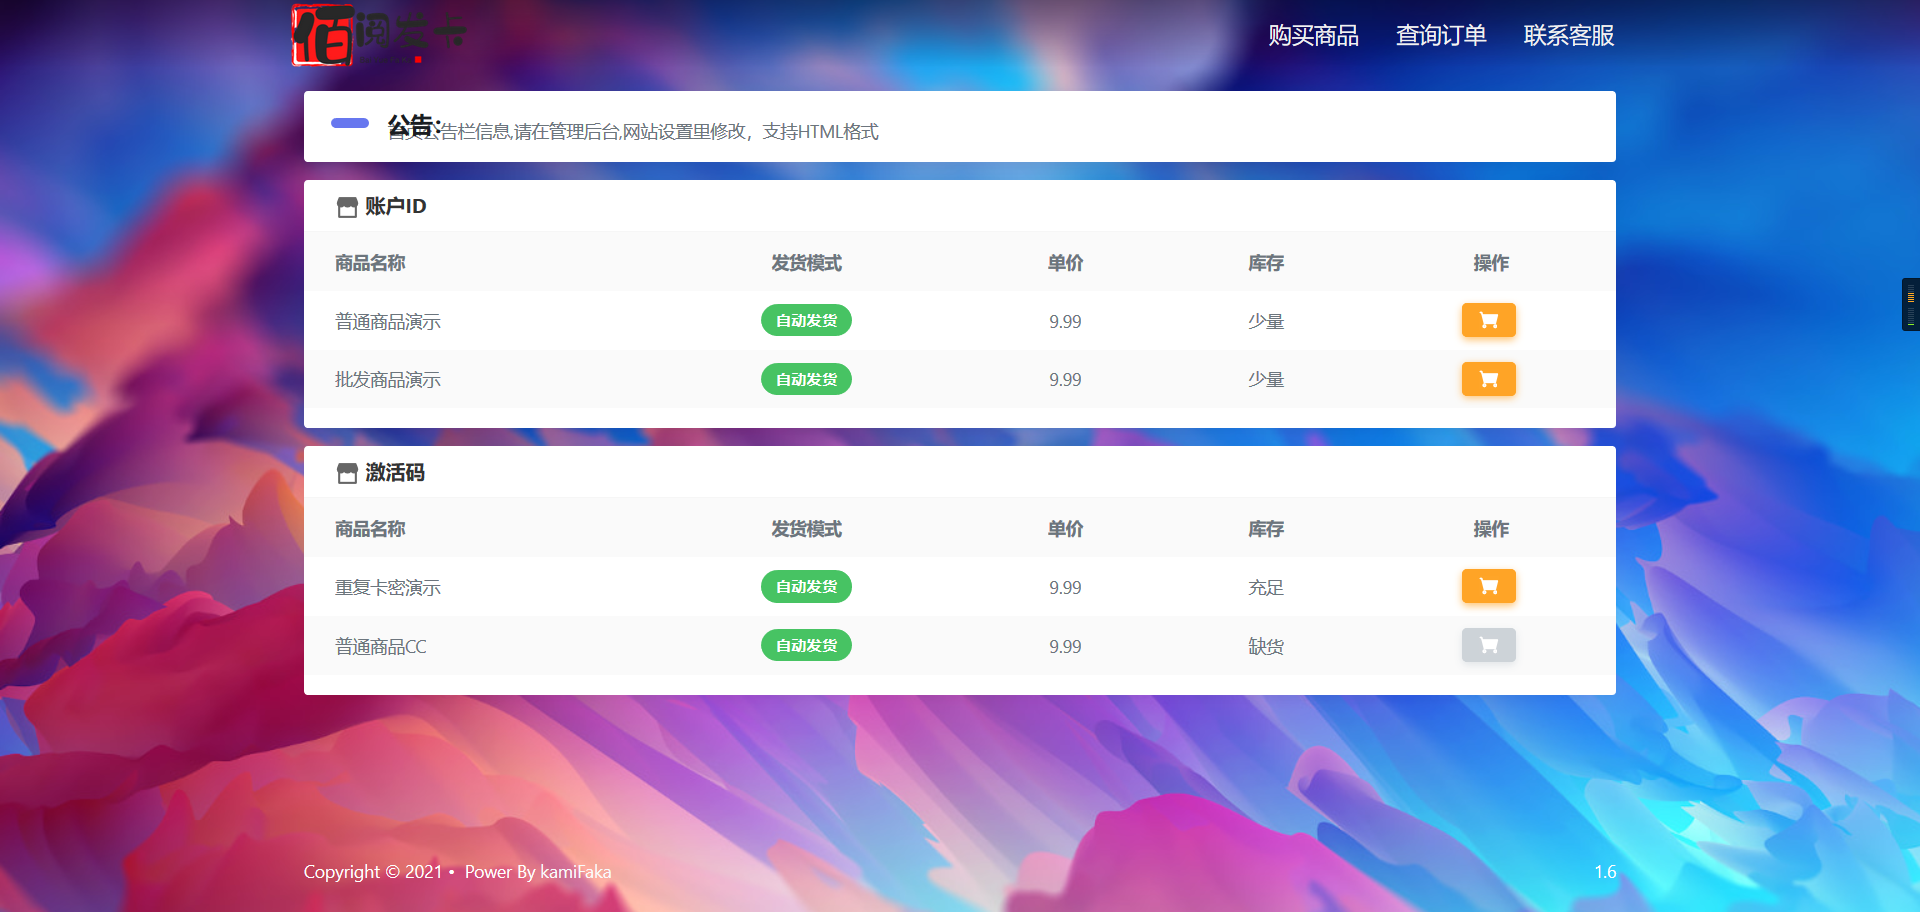 佰阅发卡
购买商品 查询订单 联系客服
公告:
首页公告栏信息,请在管理后台,网站设置里修改，支持HTML格式
账户ID
商品名称 发货模式 单价 库存 操作
普通商品演示 自动发货 9.99 少量
批发商品演示 自动发货 9.99 少量
激活码
商品名称 发货模式 单价 库存 操作
重复卡密演示 自动发货 9.99 充足
普通商品CC 自动发货 9.99 缺货
Copyright © 2021 • Power By kamiFaka 1.6